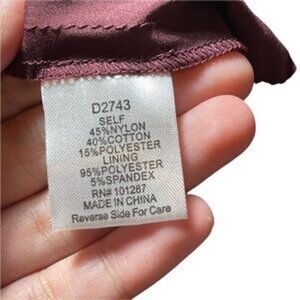 D2743
SELF
45%NYLON
40%COTTON
15%POLYESTER
LINING
95%POLYESTER
5%SPANDEX
RN# 101287
MADE IN CHINA
Reverse Side For Care